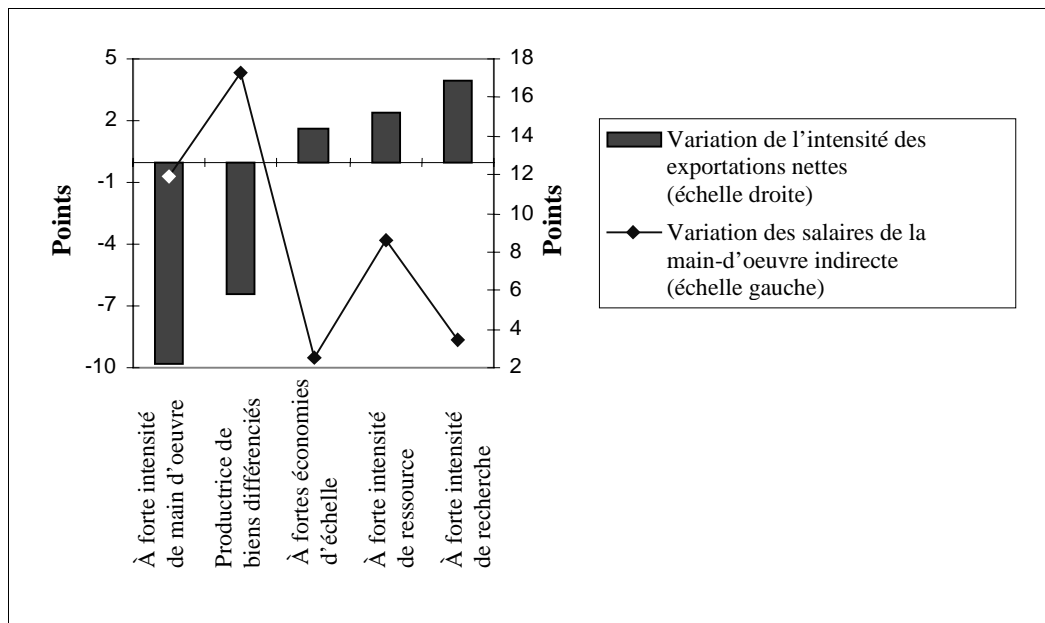 5
2
-1
-4
-7
-10
Points
18
16
14
12
10
8
6
4
2
Points
À forte intensité
de main d'oeuvre
Productrice de
biens différenciés
À fortes économies
d'échelle
À forte intensité
de ressource
À forte intensité
de recherche
Variation de l'intensité des
exportations nettes
(échelle droite)
Variation des salaires de la
main-d'oeuvre indirecte
(échelle gauche)